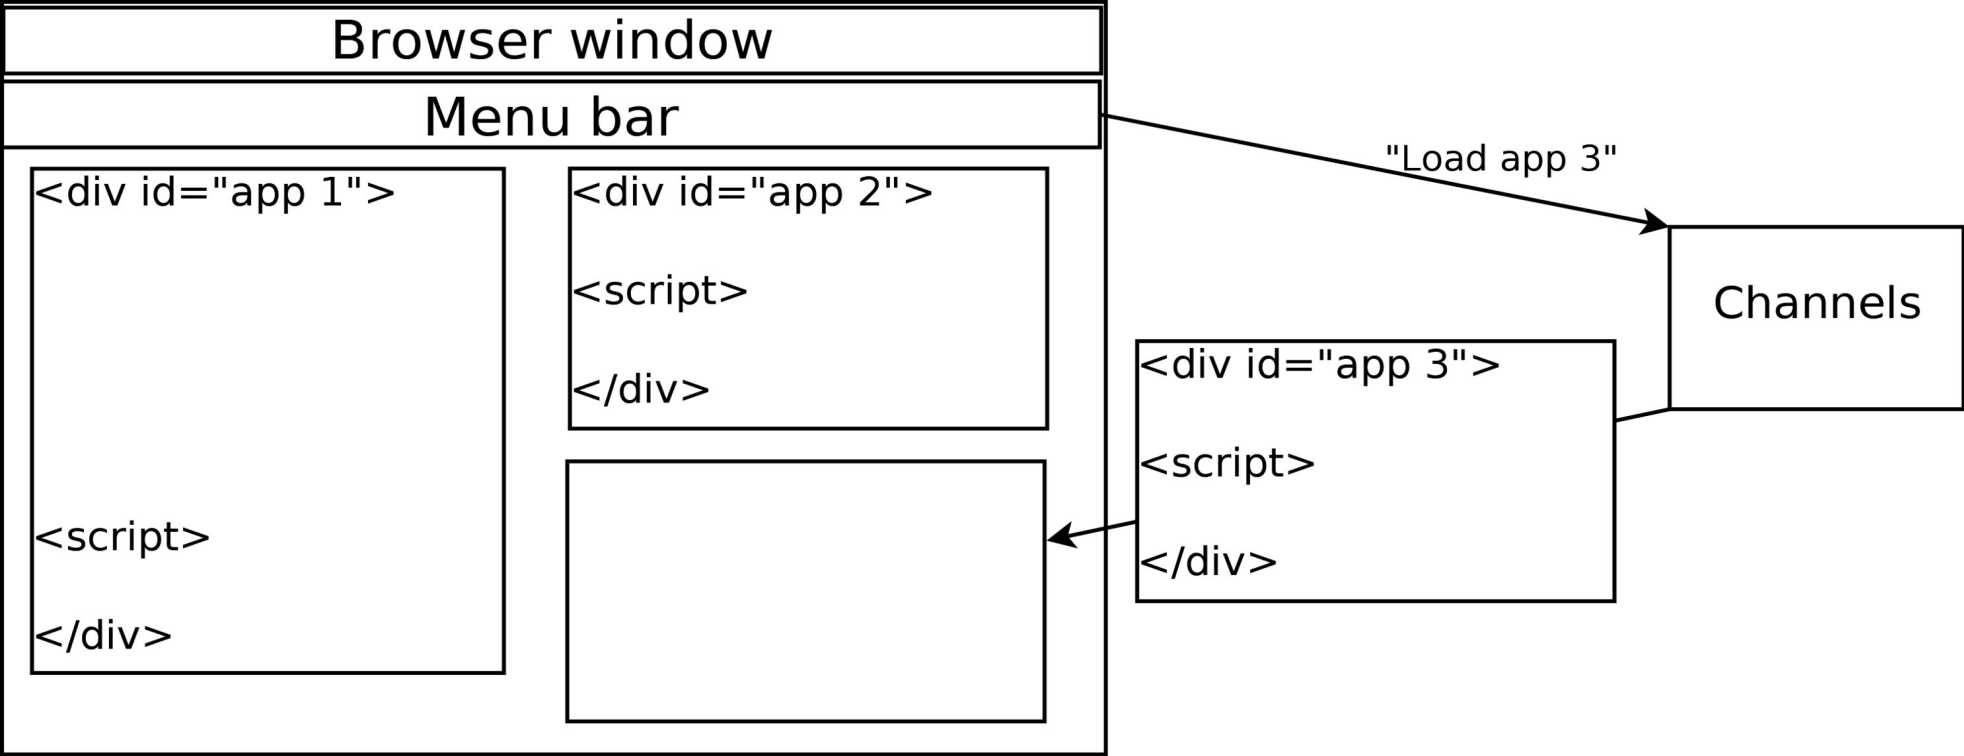 Browser window
Menu bar
"Load app 3"
<div id="app 1">
<script>
</div>
<div id="app 2">
<script>
</div>
<div id="app 3">
<script>
</div>
Channels